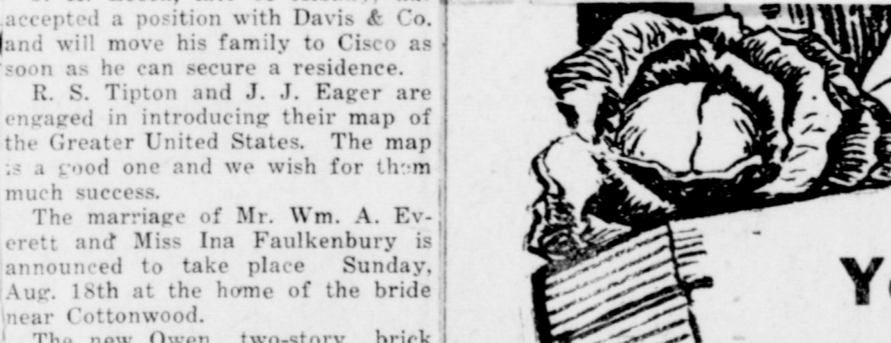 accepted a position with Davis & Co.
and will move his family to Cisco as
soon as he can secure a residence.
R. S. Tipton and J. J. Eager are
engaged in introducing their map of
the Greater United States. The map
is a good one and we wish for them
much success.
The marriage of Mr. Wm. A. Ev-
erett and Miss Ina Faulkenbury is
announced to take place Sunday,
Aug. 18th at the home of the bride
near Cottonwood.
The new Owen two-story brick
Y